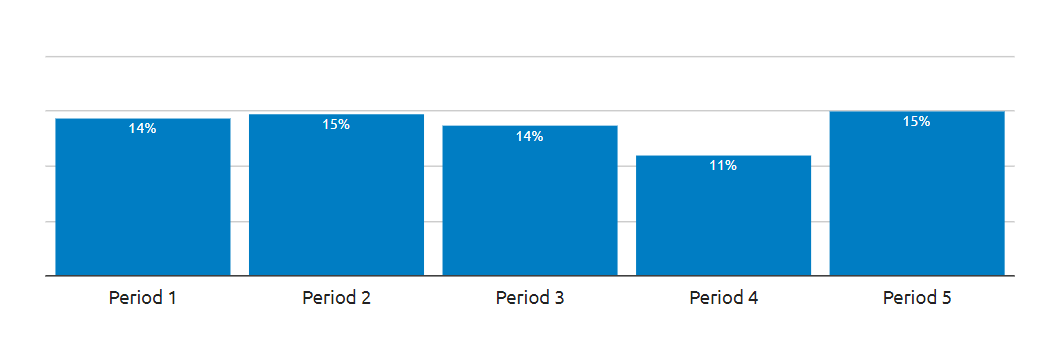 14%
15%
14%
11%
15%
Period 1
Period 2
Period 3
Period 4
Period 5